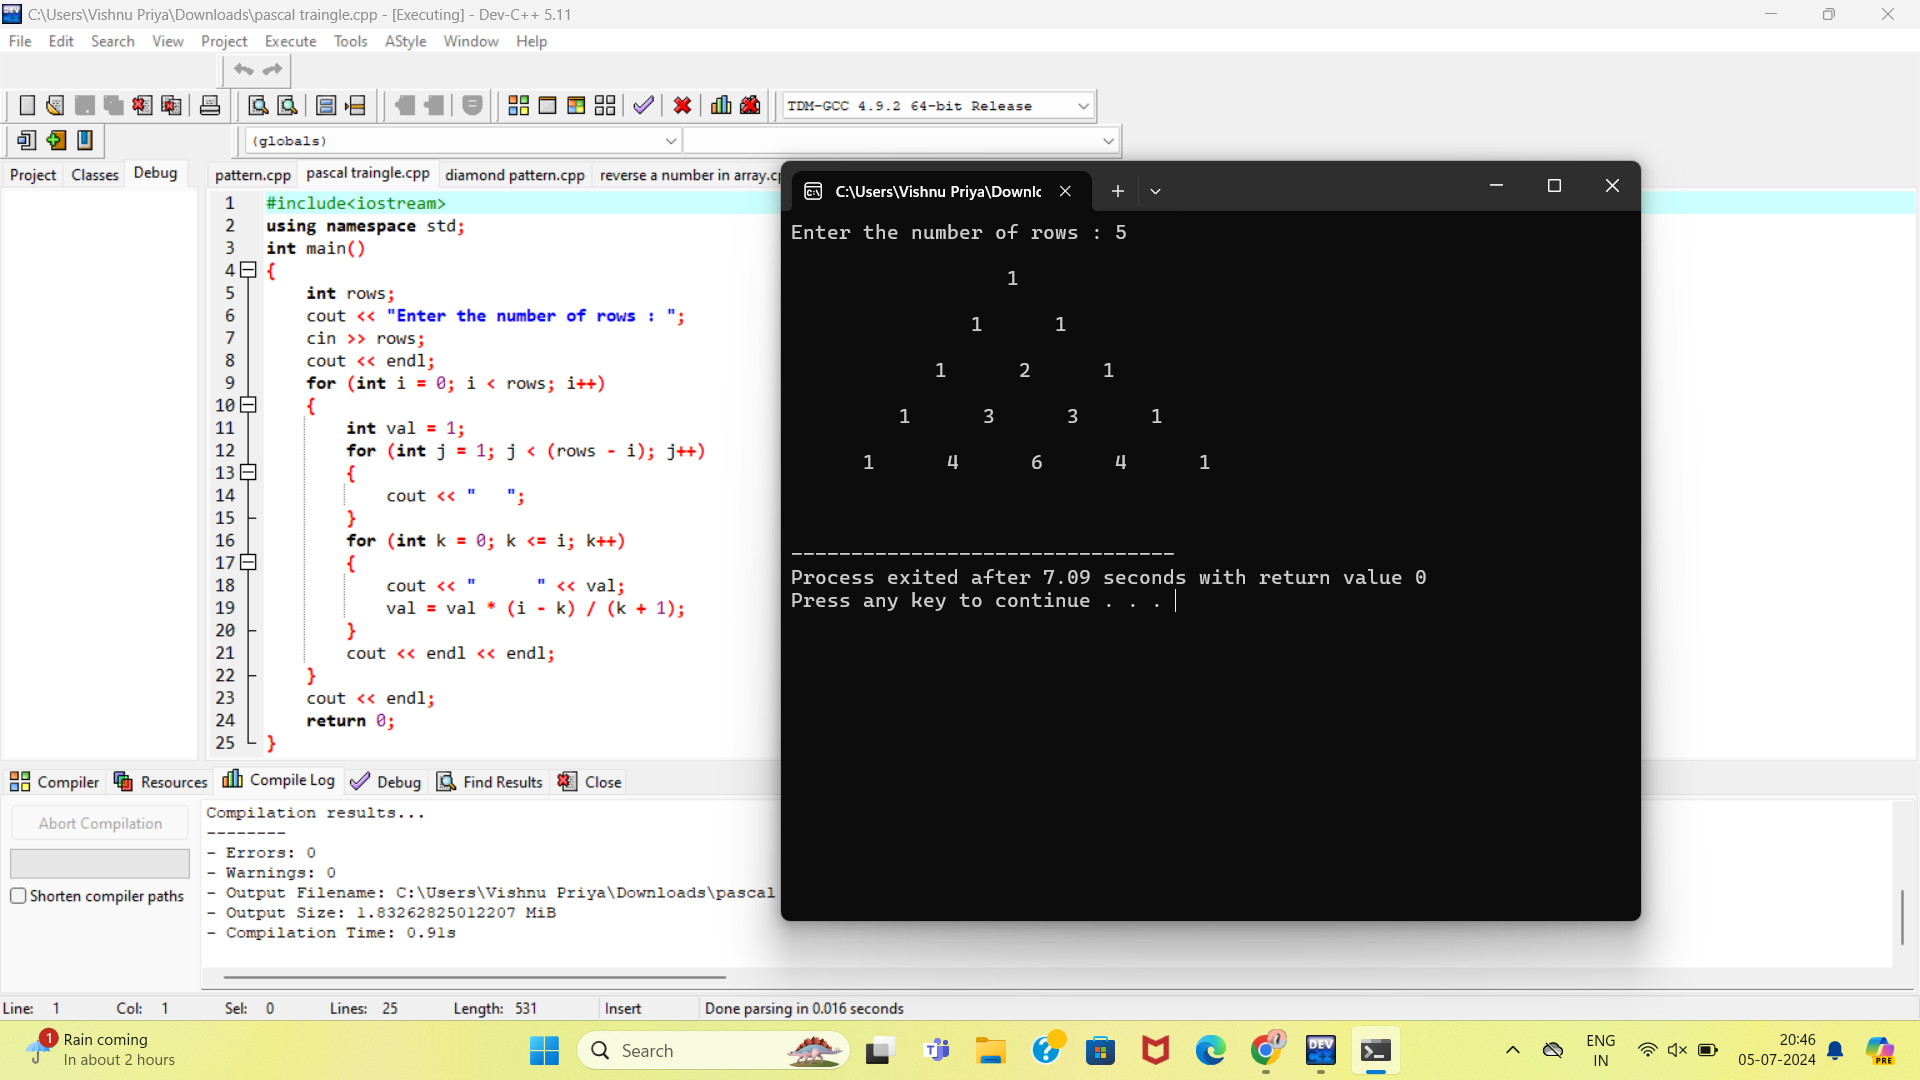 C:\Users\Vishnu Priya\Downloads\pascal traingle.cpp - [Executing] - Dev-C++ 5.11
File Edit Search View Project Execute Tools AStyle Window Help
TDM-GCC 4.9.2 64-bit Release
(globals)
Project Classes Debug
pattern.cpp pascal traingle.cpp diamond pattern.cpp reverse a number in array.cp
1 #include<iostream>
2 using namespace std;
3 int main()
4 {
5 int rows;
6 cout << "Enter the number of rows : ";
7 cin >> rows;
8 cout << endl;
9 for (int i = 0; i < rows; i++)
10 {
11 int val = 1;
12 for (int j = 1; j < (rows - i); j++)
13 {
14 cout << "   ";
15 }
16 for (int k = 0; k <= i; k++)
17 {
18 cout << "      " << val;
19 val = val * (i - k) / (k + 1);
20 }
21 cout << endl << endl;
22 }
23 cout << endl;
24 return 0;
25 }
C:\Users\Vishnu Priya\Downlc
Enter the number of rows : 5
1
1 1
1 2 1
1 3 3 1
1 4 6 4 1
--------------------------------
Process exited after 7.09 seconds with return value 0
Press any key to continue . . .
Compiler Resources Compile Log Debug Find Results Close
Abort Compilation
Shorten compiler paths
Compilation results...
--------
- Errors: 0
- Warnings: 0
- Output Filename: C:\Users\Vishnu Priya\Downloads\pascal
- Output Size: 1.83262825012207 MiB
- Compilation Time: 0.91s
Line: 1 Col: 1 Sel: 0 Lines: 25 Length: 531 Insert Done parsing in 0.016 seconds
1 Rain coming
In about 2 hours
Search
DEV
ENG
IN
20:46
05-07-2024
PRE